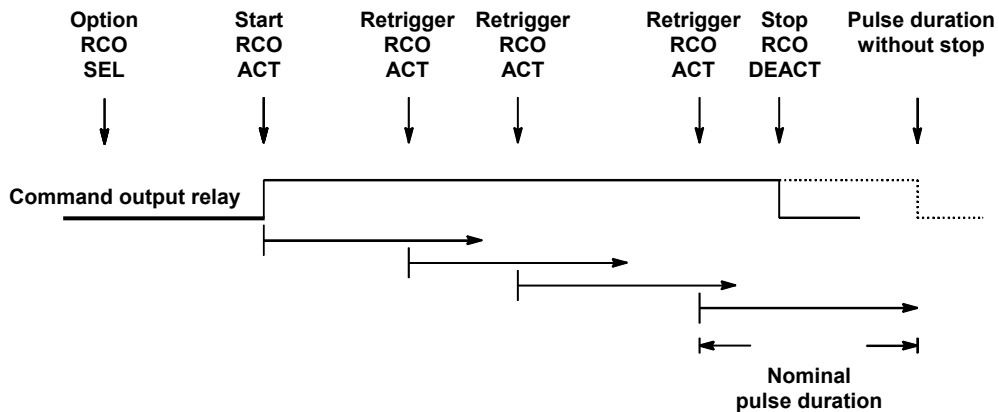 Option
RCO
SEL
Start
RCO
ACT
Retrigger
RCO
ACT
Retrigger
RCO
ACT
Retrigger
RCO
ACT
Stop
RCO
DEACT
Pulse duration
without stop
Command output relay
Nominal
pulse duration